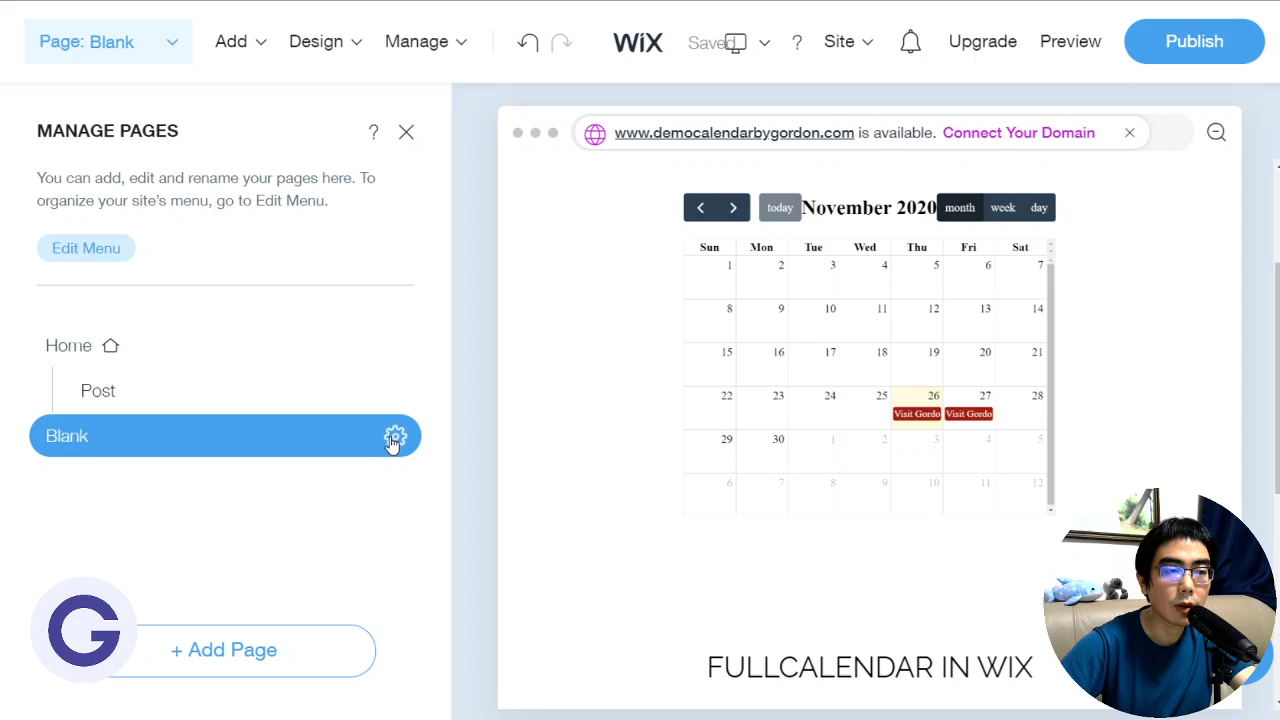 Page: Blank Add Design Manage WiX Saved ? Site Upgrade Preview Publish
MANAGE PAGES ?
You can add, edit and rename your pages here. To
organize your site's menu, go to Edit Menu.
Edit Menu
Home
Post
Blank
G
+ Add Page
www.democalendarbygordon.com is available. Connect Your Domain
today November 2020 month week day
Sun Mon Tue Wed Thu Fri Sat
1 2 3 4 5 6 7
8 9 10 11 12 13 14
15 16 17 18 19 20 21
22 23 24 25 26 27 28
Visit Gordo Visit Gordo
29 30 1 2 3 4 5
6 7 8 9 10 11 12
FULLCALENDAR IN WIX